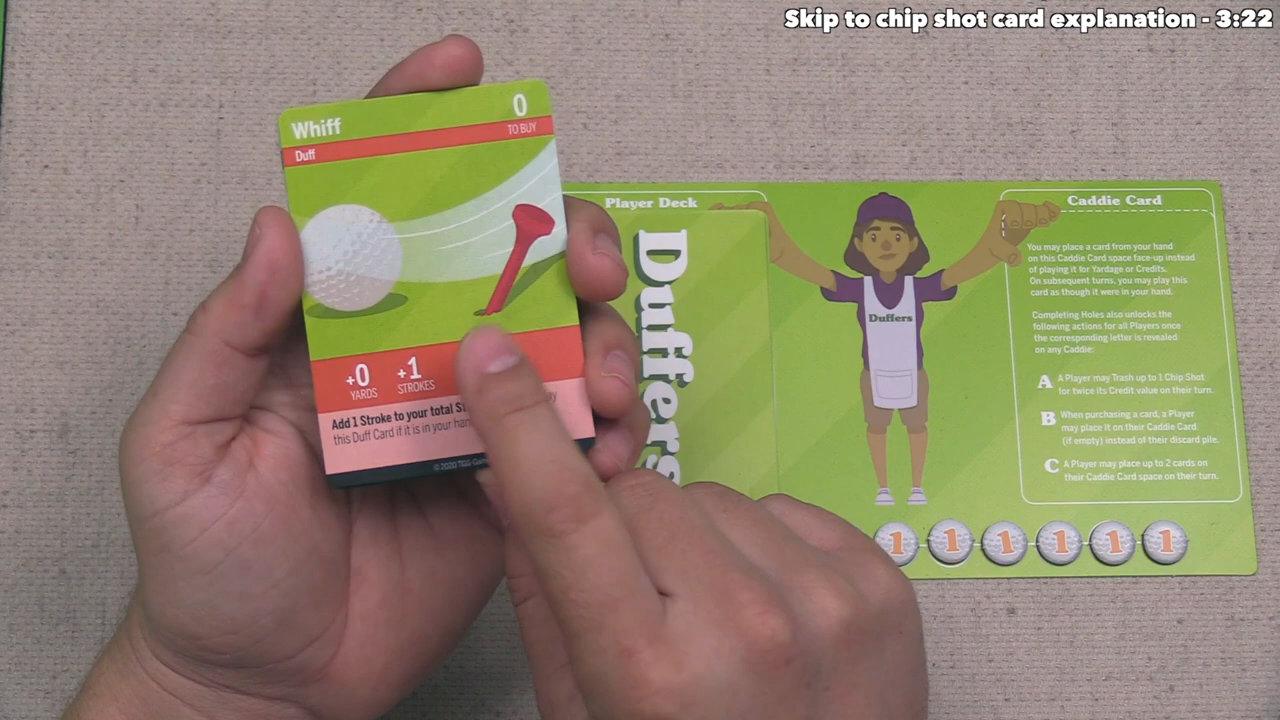 Skip to chip shot card explanation - 3:22
Whiff
0
TO BUY
Duff
+0
YARDS
+1
STROKES
Add 1 Stroke to your total
this Duff Card if it is in your
© 2020
Player Deck
Duffers
Duffers
Caddie Card
You may place a card from your hand
on this Caddie Card space face-up instead
of playing it for Yardage or Credits.
On subsequent turns, you may play this
card as though it were in your hand.
Completing Holes also unlocks the
following actions for all Players once
the corresponding letter is revealed
on any Caddie:
A A Player may Trash up to 1 Chip Shot
for twice its Credit value on their turn.
B When purchasing a card, a Player
may place it on their Caddie Card
(if empty) instead of their discard pile.
C A Player may place up to 2 cards on
their Caddie Card space on their turn.
1 1 1 1 1 1